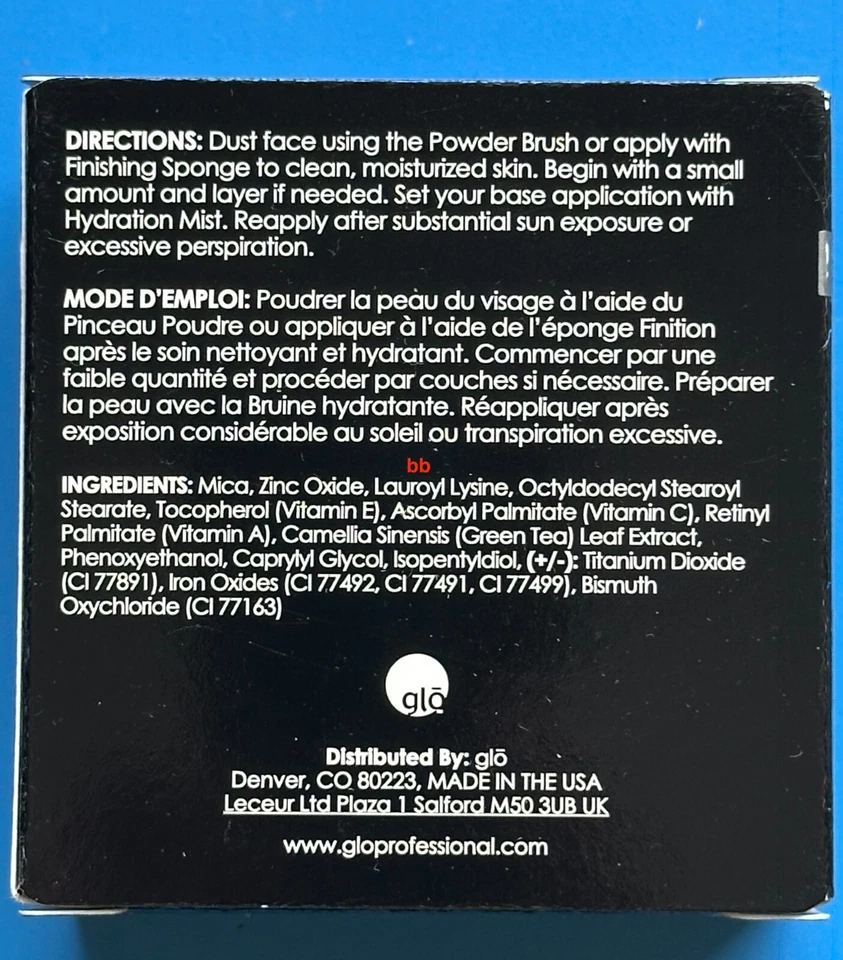 DIRECTIONS: Dust face using the Powder Brush or apply with
Finishing Sponge to clean, moisturized skin. Begin with a small
amount and layer if needed. Set your base application with
Hydration Mist. Reapply after substantial sun exposure or
excessive perspiration.
MODE D'EMPLOI: Poudrer la peau du visage à l'aide du
Pinceau Poudre ou appliquer à l'aide de l'éponge Finition
après le soin nettoyant et hydratant. Commencer par une
faible quantité et procéder par couches si nécessaire. Préparer
la peau avec la Bruine hydratante. Réappliquer après
exposition considérable au soleil ou transpiration excessive.
bb
INGREDIENTS: Mica, Zinc Oxide, Lauroyl Lysine, Octyldodecyl Stearoyl
Stearate, Tocopherol (Vitamin E), Ascorbyl Palmitate (Vitamin C), Retinyl
Palmitate (Vitamin A), Camellia Sinensis (Green Tea) Leaf Extract,
Phenoxyethanol, Caprylyl Glycol, Isopentyldiol, (+/-): Titanium Dioxide
(CI 77891), Iron Oxides (CI 77492, CI 77491, CI 77499), Bismuth
Oxychloride (CI 77163)
glō
Distributed By: glō
Denver, CO 80223, MADE IN THE USA
Leceur Ltd Plaza 1 Salford M50 3UB UK
www.gloprofessional.com